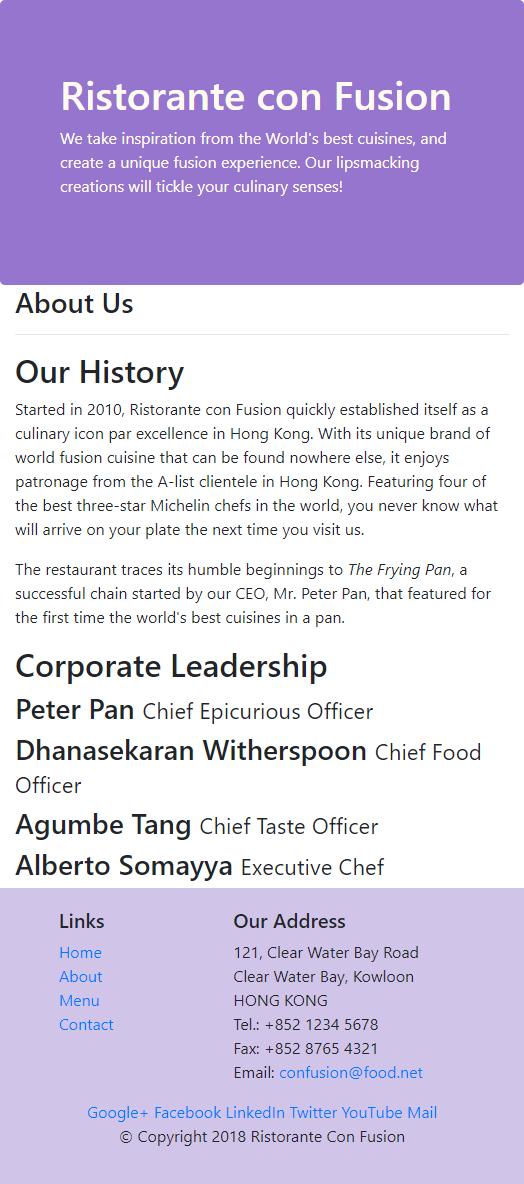 Ristorante con Fusion
We take inspiration from the World's best cuisines, and
create a unique fusion experience. Our lipsmacking
creations will tickle your culinary senses!
About Us
Our History
Started in 2010, Ristorante con Fusion quickly established itself as a
culinary icon par excellence in Hong Kong. With its unique brand of
world fusion cuisine that can be found nowhere else, it enjoys
patronage from the A-list clientele in Hong Kong. Featuring four of
the best three-star Michelin chefs in the world, you never know what
will arrive on your plate the next time you visit us.
The restaurant traces its humble beginnings to The Frying Pan, a
successful chain started by our CEO, Mr. Peter Pan, that featured for
the first time the world's best cuisines in a pan.
Corporate Leadership
Peter Pan Chief Epicurious Officer
Dhanasekaran Witherspoon Chief Food
Officer
Agumbe Tang Chief Taste Officer
Alberto Somayya Executive Chef
Links
Home
About
Menu
Contact
Our Address
121, Clear Water Bay Road
Clear Water Bay, Kowloon
HONG KONG
Tel.: +852 1234 5678
Fax: +852 8765 4321
Email: confusion@food.net
Google+ Facebook LinkedIn Twitter YouTube Mail
© Copyright 2018 Ristorante Con Fusion